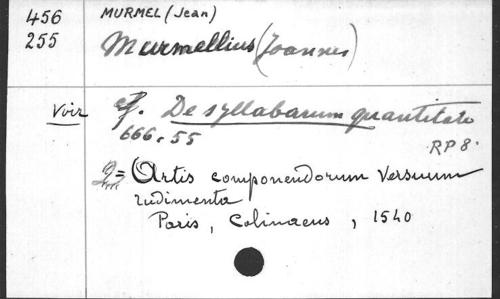 456 MURMEL (Jean)
255 Murmellius (Joannes)
Voir cf. De syllabarum quantitate
666.55
RP 8.
2= Artis componendorum versuum
rudimenta
Paris, Colinaeus, 1540